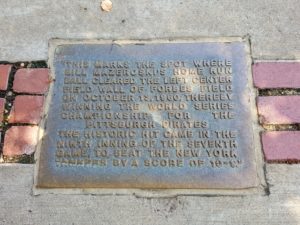 "THIS MARKS THE SPOT WHERE
BILL MAZEROSKI'S HOME RUN
BALL CLEARED THE LEFT CENTER
FIELD WALL OF FORBES FIELD
ON OCTOBER 13, 1960, THEREBY
WINNING THE WORLD SERIES
CHAMPIONSHIP FOR THE
PITTSBURGH PIRATES.
THE HISTORIC HIT CAME IN THE
NINTH INNING OF THE SEVENTH
GAME, TO BEAT THE NEW YORK
YANKEES BY A SCORE OF 10-9."